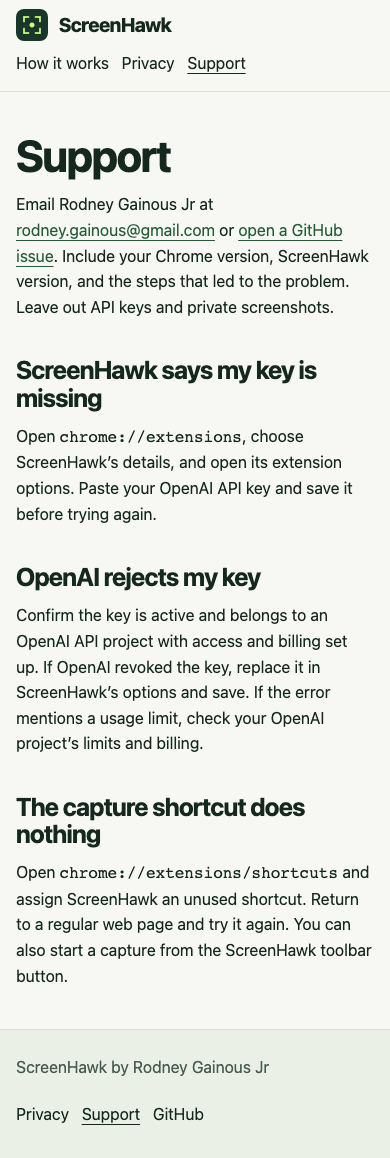 ScreenHawk
How it works Privacy Support
Support
Email Rodney Gainous Jr at
rodney.gainous@gmail.com or open a GitHub
issue. Include your Chrome version, ScreenHawk
version, and the steps that led to the problem.
Leave out API keys and private screenshots.
ScreenHawk says my key is
missing
Open chrome://extensions, choose
ScreenHawk’s details, and open its extension
options. Paste your OpenAI API key and save it
before trying again.
OpenAI rejects my key
Confirm the key is active and belongs to an
OpenAI API project with access and billing set
up. If OpenAI revoked the key, replace it in
ScreenHawk’s options and save. If the error
mentions a usage limit, check your OpenAI
project’s limits and billing.
The capture shortcut does
nothing
Open chrome://extensions/shortcuts and
assign ScreenHawk an unused shortcut. Return
to a regular web page and try it again. You can
also start a capture from the ScreenHawk toolbar
button.
ScreenHawk by Rodney Gainous Jr
Privacy Support GitHub